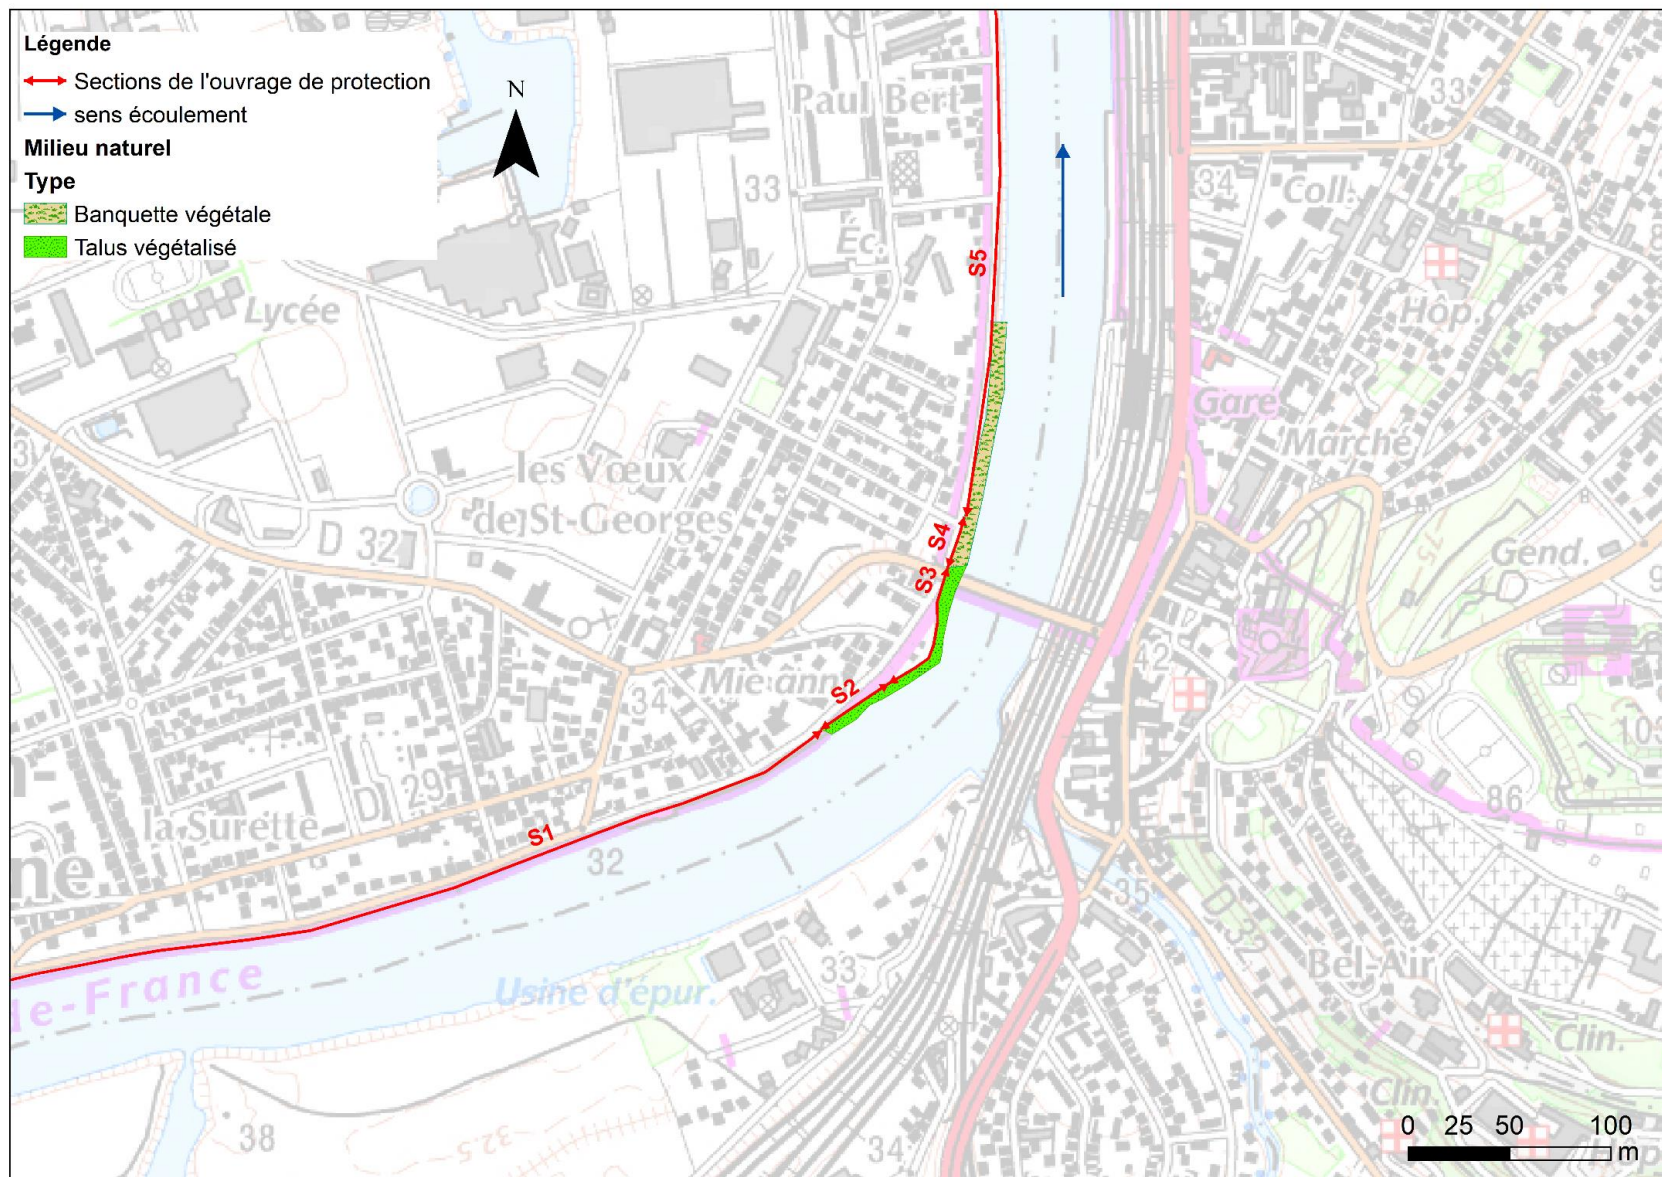 Légende
Sections de l'ouvrage de protection
sens écoulement
Milieu naturel
Type
Banquette végétale
Talus végétalisé
N
Paul Bert
33
33
34
Coll.
Éc.
S5
Lycée
Hôp.
Gare
Marché
les Vœux
de St-Georges
D 32
S4
Gend.
S3
75
42
S2
34
103
D 29
la Surette
S1
32
86
35
ne
Bel-Air
33
de-France
Usine d'épur.
Clin.
Clin.
32.5
38
34
0 25 50 100
m
Hôp